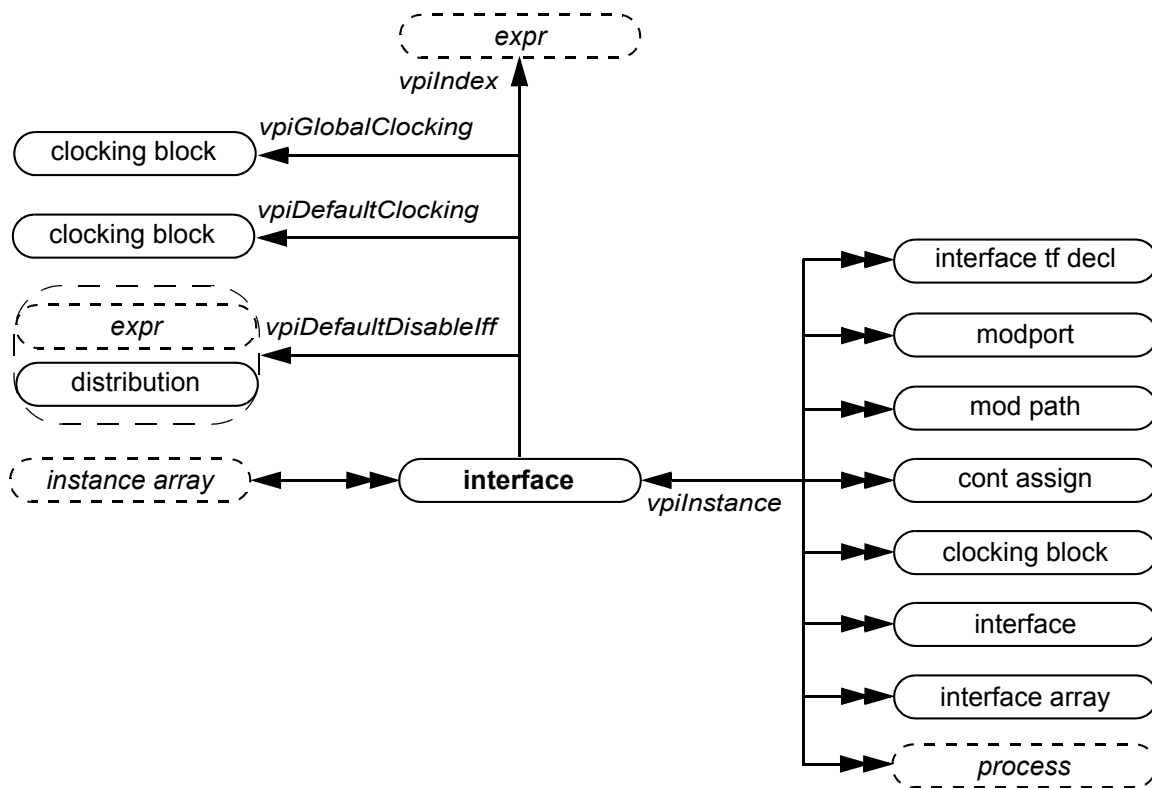 expr
vpiIndex
vpiGlobalClocking
clocking block
vpiDefaultClocking
clocking block
expr
vpiDefaultDisableIff
distribution
instance array
interface
vpiInstance
interface tf decl
modport
mod path
cont assign
clocking block
interface
interface array
process